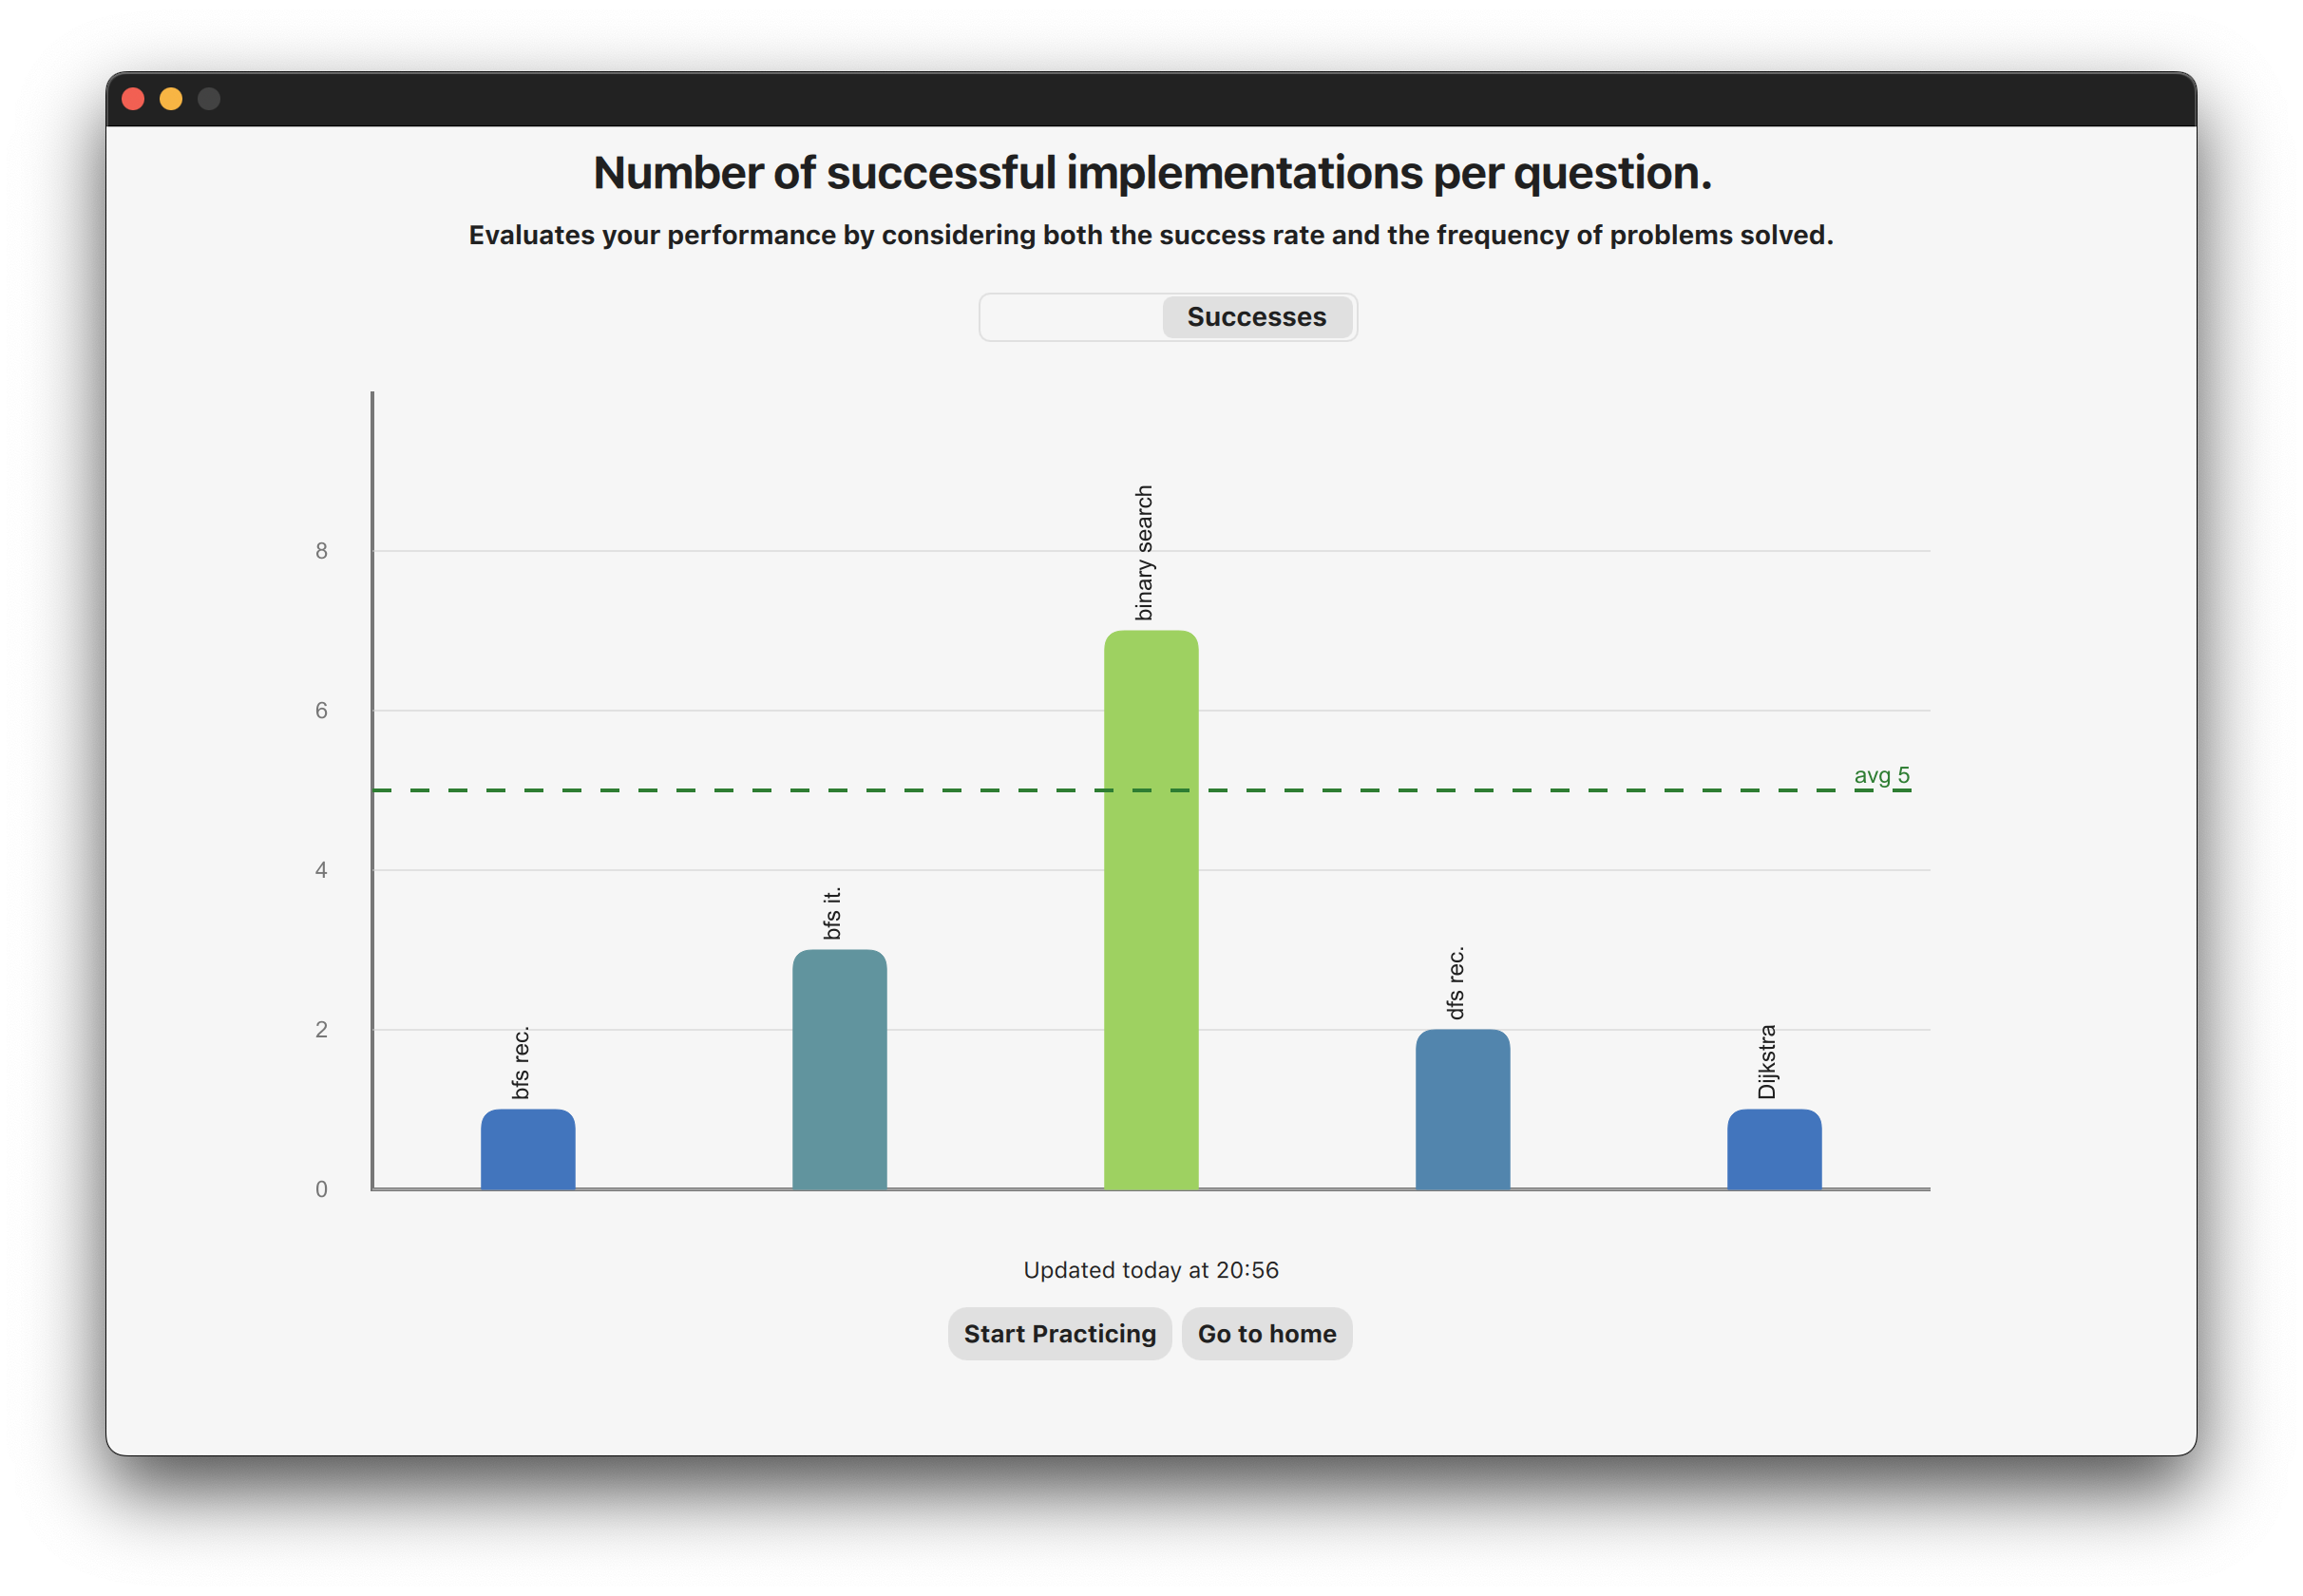 Number of successful implementations per question.
Evaluates your performance by considering both the success rate and the frequency of problems solved.
Successes
8
6
4
2
0
avg 5
bfs rec.
bfs it.
binary search
dfs rec.
Dijkstra
Updated today at 20:56
Start Practicing
Go to home